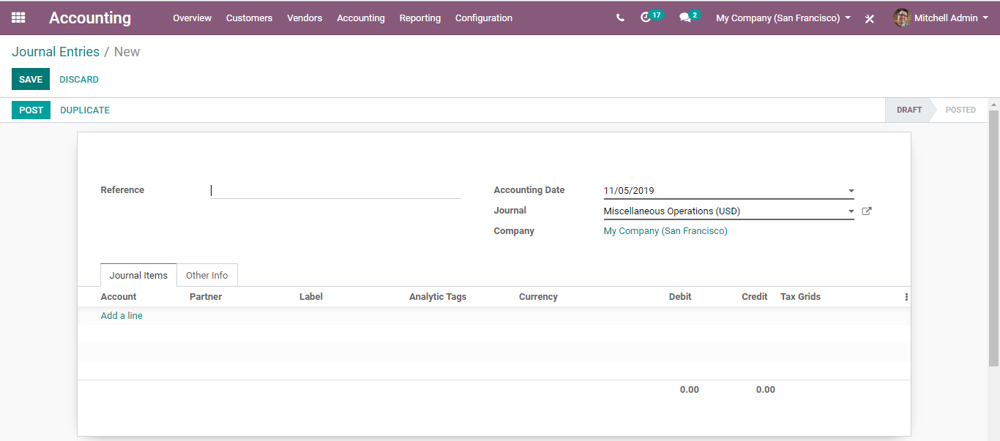 Accounting Overview Customers Vendors Accounting Reporting Configuration 17 2 My Company (San Francisco) Mitchell Admin
Journal Entries / New
SAVE DISCARD
POST DUPLICATE DRAFT POSTED
Reference Accounting Date 11/05/2019
Journal Miscellaneous Operations (USD)
Company My Company (San Francisco)
Journal Items Other Info
Account Partner Label Analytic Tags Currency Debit Credit Tax Grids
Add a line
0.00 0.00